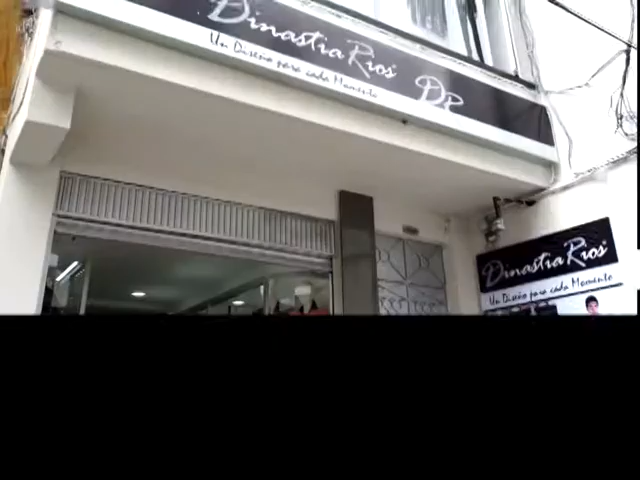 Dinastia Rios
Un Diseño para cada Momento
DR
Dinastia Rios
Un Diseño para cada Momento